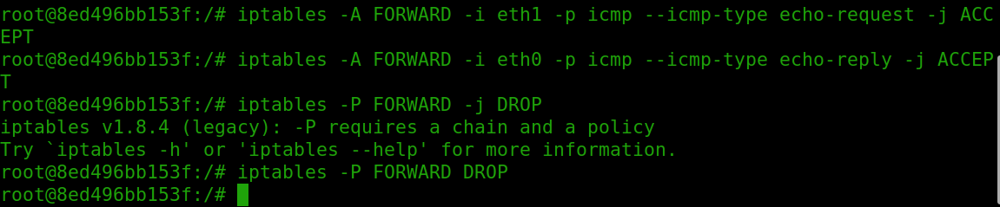 root@8ed496bb153f:/# iptables -A FORWARD -i eth1 -p icmp --icmp-type echo-request -j ACC
EPT
root@8ed496bb153f:/# iptables -A FORWARD -i eth0 -p icmp --icmp-type echo-reply -j ACCEP
T
root@8ed496bb153f:/# iptables -P FORWARD -j DROP
iptables v1.8.4 (legacy): -P requires a chain and a policy
Try `iptables -h' or 'iptables --help' for more information.
root@8ed496bb153f:/# iptables -P FORWARD DROP
root@8ed496bb153f:/#